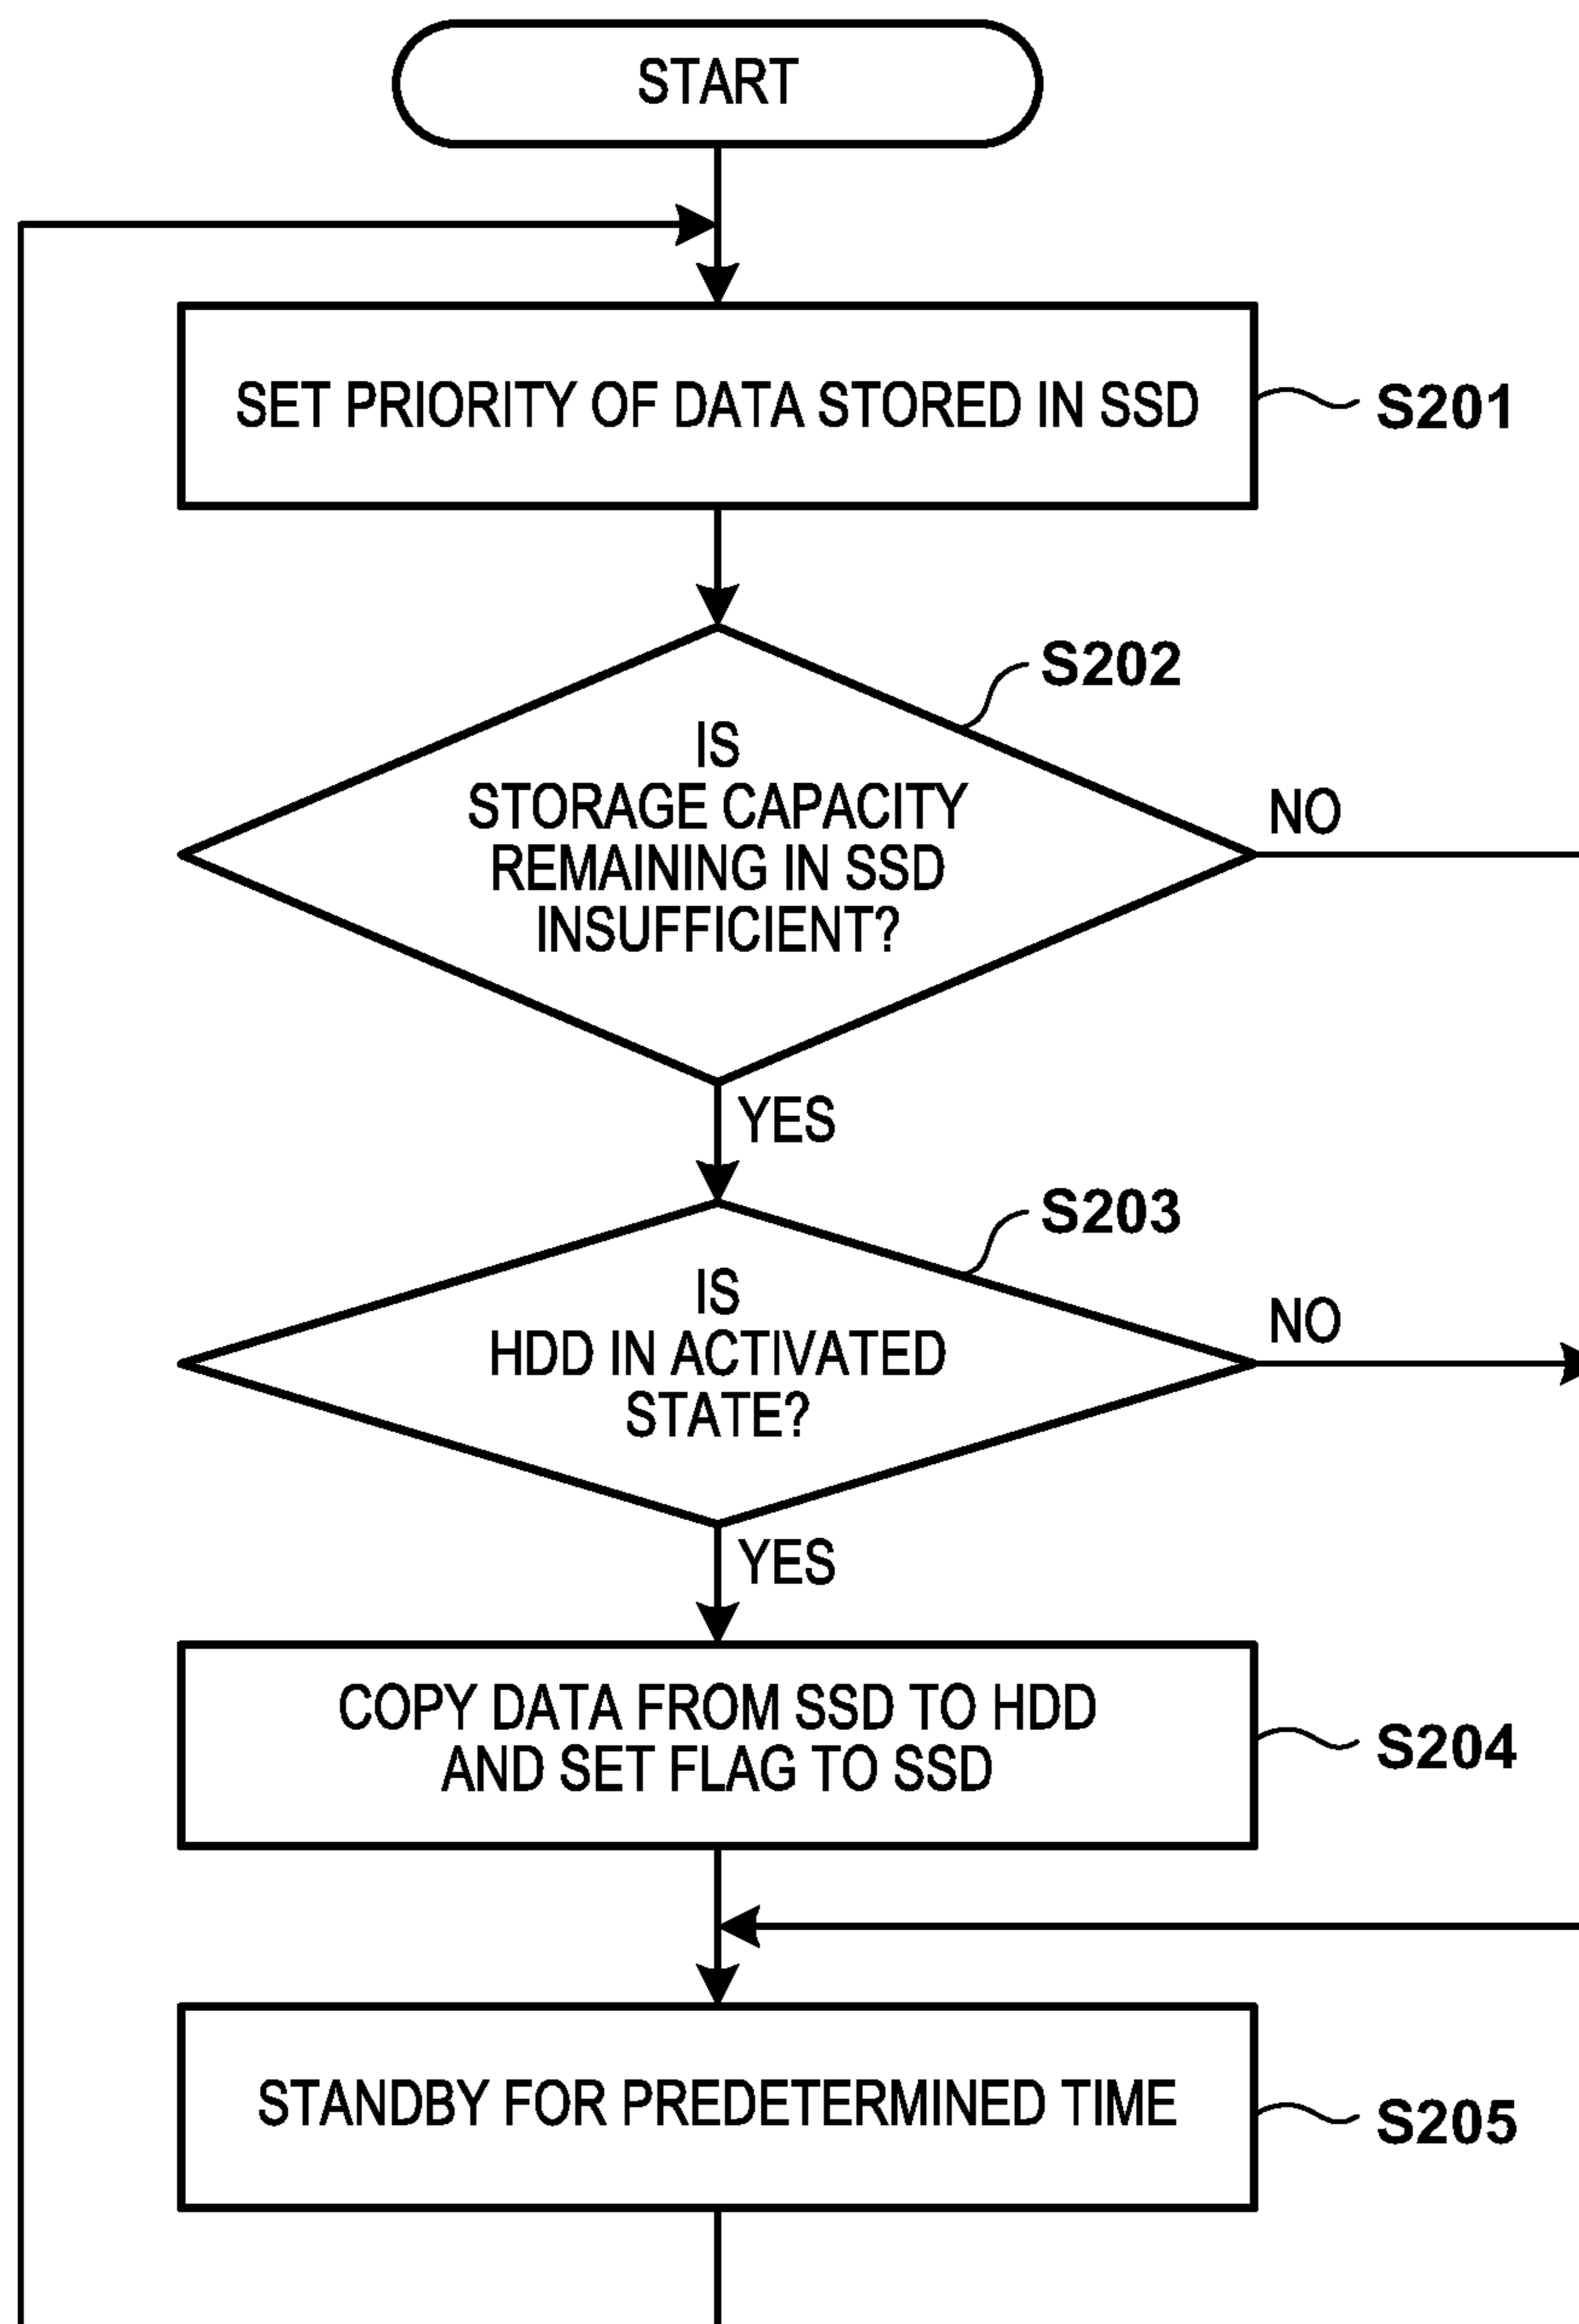 START
SET PRIORITY OF DATA STORED IN SSD
S201
S202
IS
STORAGE CAPACITY
REMAINING IN SSD
INSUFFICIENT?
NO
YES
S203
IS
HDD IN ACTIVATED
STATE?
NO
YES
COPY DATA FROM SSD TO HDD
AND SET FLAG TO SSD
S204
STANDBY FOR PREDETERMINED TIME
S205